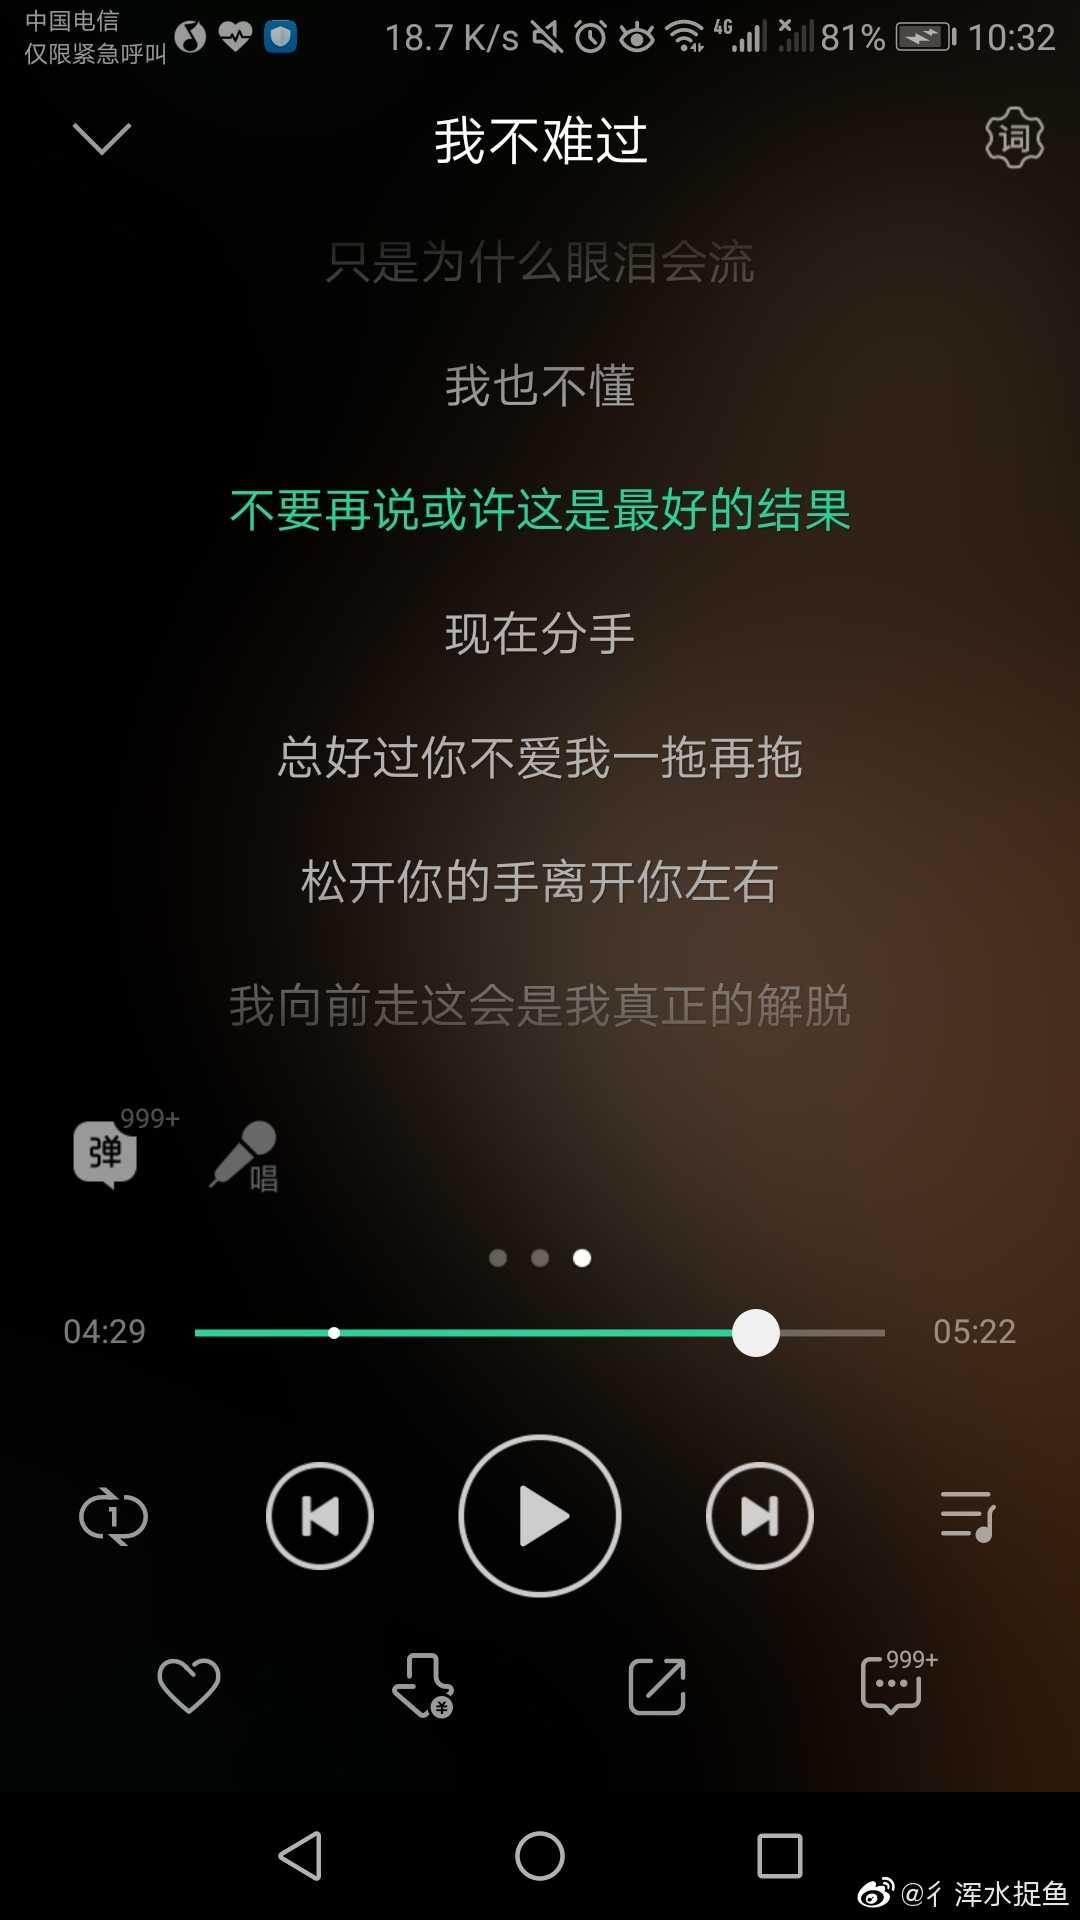 中国电信
仅限紧急呼叫
18.7 K/s 4G 81% 10:32
我不难过
词
只是为什么眼泪会流
我也不懂
不要再说或许这是最好的结果
现在分手
总好过你不爱我一拖再拖
松开你的手离开你左右
我向前走这会是我真正的解脱
弹 999+
唱
04:29 05:22
1
¥
999+
@彳浑水捉鱼